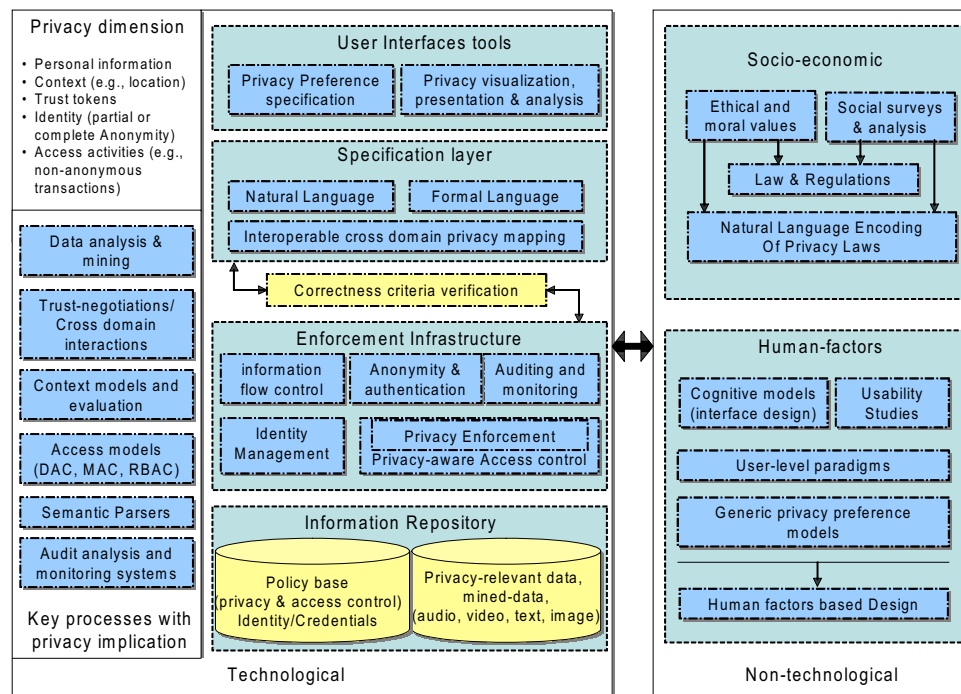 Privacy dimension
• Personal information
• Context (e.g., location)
• Trust tokens
• Identity (partial or
complete Anonymity)
• Access activities (e.g.,
non-anonymous
transactions)
Data analysis &
mining
Trust-negotiations/
Cross domain
interactions
Context models and
evaluation
Access models
(DAC, MAC, RBAC)
Semantic Parsers
Audit analysis and
monitoring systems
Key processes with
privacy implication
User Interfaces tools
Privacy Preference
specification
Privacy visualization,
presentation & analysis
Specification layer
Natural Language
Formal Language
Interoperable cross domain privacy mapping
Correctness criteria verification
Enforcement Infrastructure
information
flow control
Anonymity &
authentication
Auditing and
monitoring
Identity
Management
Privacy Enforcement
Privacy-aware Access control
Information Repository
Policy base
(privacy & access control)
Identity/Credentials
Privacy-relevant data,
mined-data,
(audio, video, text, image)
Technological
Socio-economic
Ethical and
moral values
Social surveys
& analysis
Law & Regulations
Natural Language Encoding
Of Privacy Laws
Human-factors
Cognitive models
(interface design)
Usability
Studies
User-level paradigms
Generic privacy preference
models
Human factors based Design
Non-technological